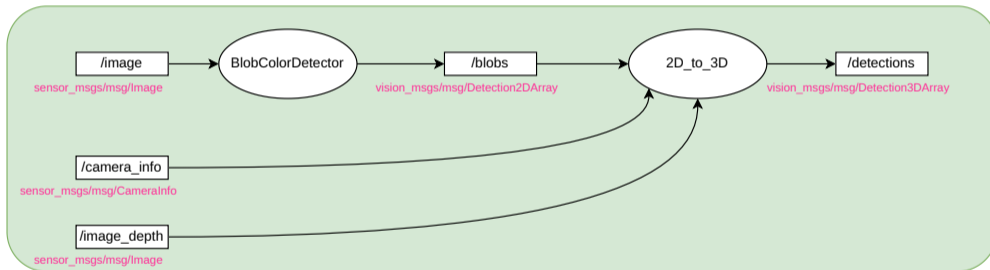 /image
BlobColorDetector
/blobs
2D_to_3D
/detections
sensor_msgs/msg/Image
vision_msgs/msg/Detection2DArray
vision_msgs/msg/Detection3DArray
/camera_info
sensor_msgs/msg/CameraInfo
/image_depth
sensor_msgs/msg/Image